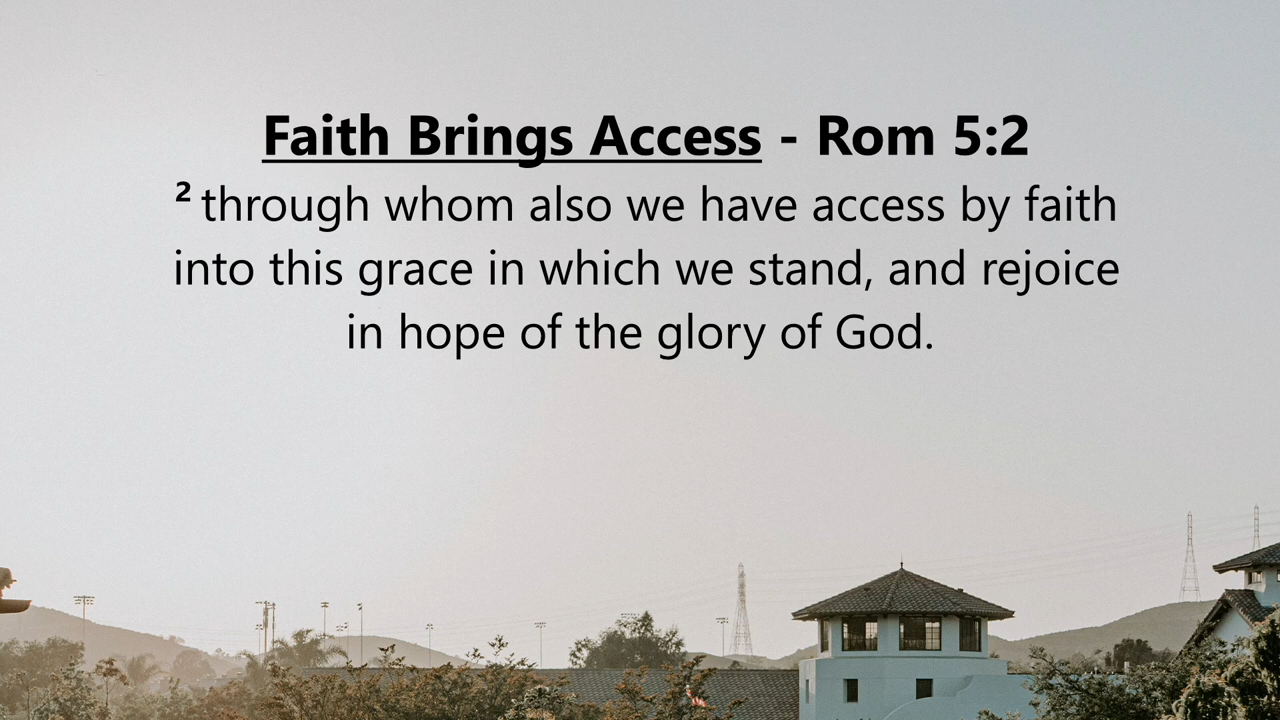 Faith Brings Access - Rom 5:2
² through whom also we have access by faith
into this grace in which we stand, and rejoice
in hope of the glory of God.